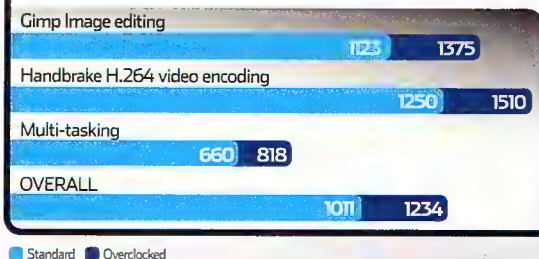 Gimp Image editing
1123 1375
Handbrake H.264 video encoding
1250 1510
Multi-tasking
660 818
OVERALL
1011 1234
Standard Overclocked